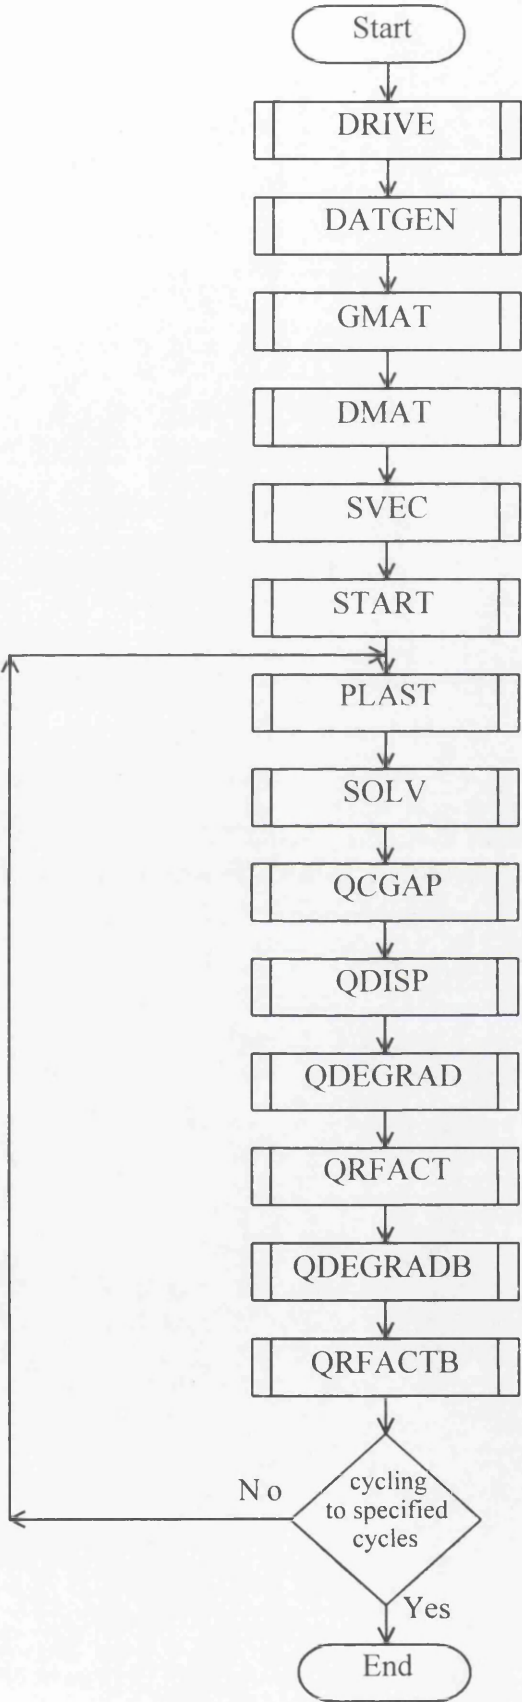 Start
DRIVE
DATGEN
GMAT
DMAT
SVEC
START
PLAST
SOLV
QCGAP
QDISP
QDEGRAD
QRFACT
QDEGRADB
QRFACTB
No
cycling
to specified
cycles
Yes
End